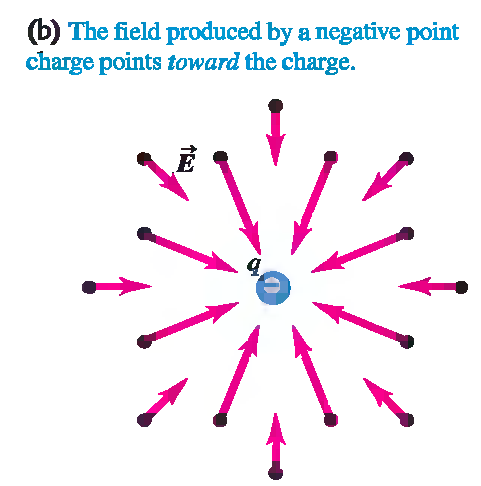 (b) The field produced by a negative point
charge points toward the charge.
E⃗
q
−